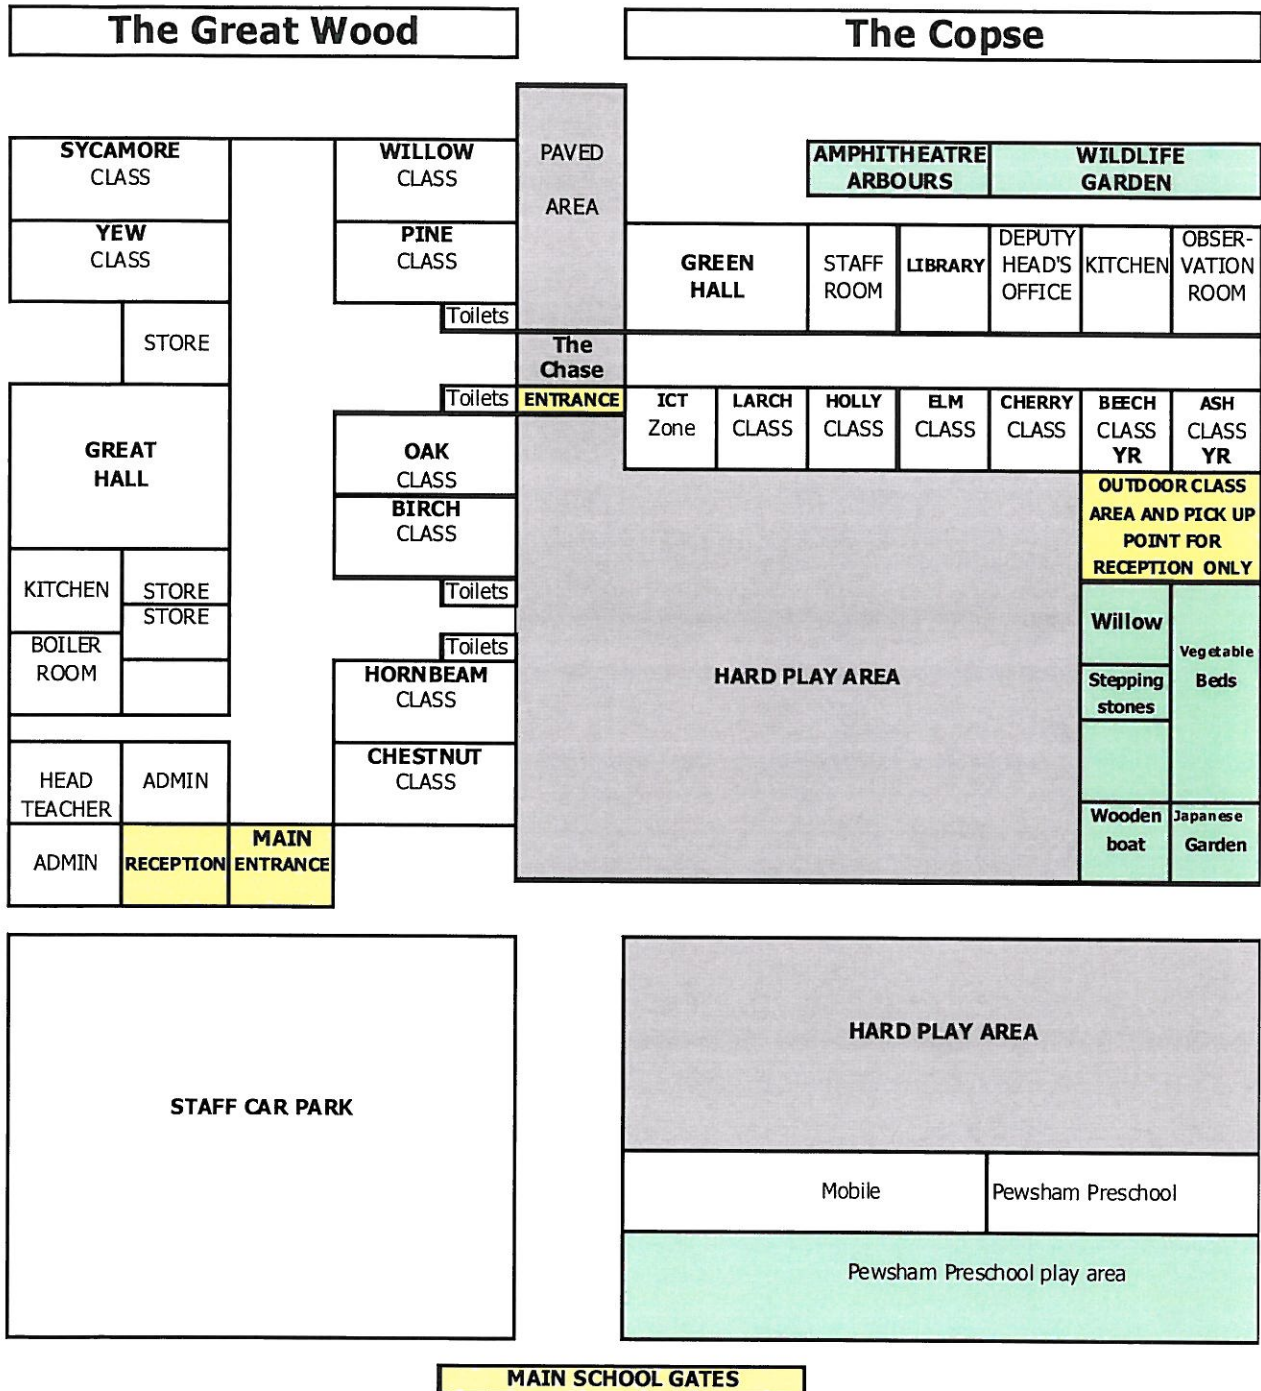 The Great Wood
The Copse
SYCAMORE
CLASS
WILLOW
CLASS
PAVED
AREA
AMPHITHEATRE
ARBOURS
WILDLIFE
GARDEN
YEW
CLASS
PINE
CLASS
GREEN
HALL
STAFF
ROOM
LIBRARY
DEPUTY
HEAD'S
OFFICE
KITCHEN
OBSER-
VATION
ROOM
Toilets
STORE
The
Chase
Toilets
ENTRANCE
ICT
Zone
LARCH
CLASS
HOLLY
CLASS
ELM
CLASS
CHERRY
CLASS
BEECH
CLASS
YR
ASH
CLASS
YR
GREAT
HALL
OAK
CLASS
BIRCH
CLASS
OUTDOOR CLASS
AREA AND PICK UP
POINT FOR
RECEPTION ONLY
KITCHEN
STORE
Toilets
STORE
BOILER
ROOM
Toilets
Willow
Vegetable
Beds
HORNBEAM
CLASS
HARD PLAY AREA
Stepping
stones
HEAD
TEACHER
ADMIN
CHESTNUT
CLASS
ADMIN
RECEPTION
MAIN
ENTRANCE
Wooden
boat
Japanese
Garden
STAFF CAR PARK
HARD PLAY AREA
Mobile
Pewsham Preschool
Pewsham Preschool play area
MAIN SCHOOL GATES